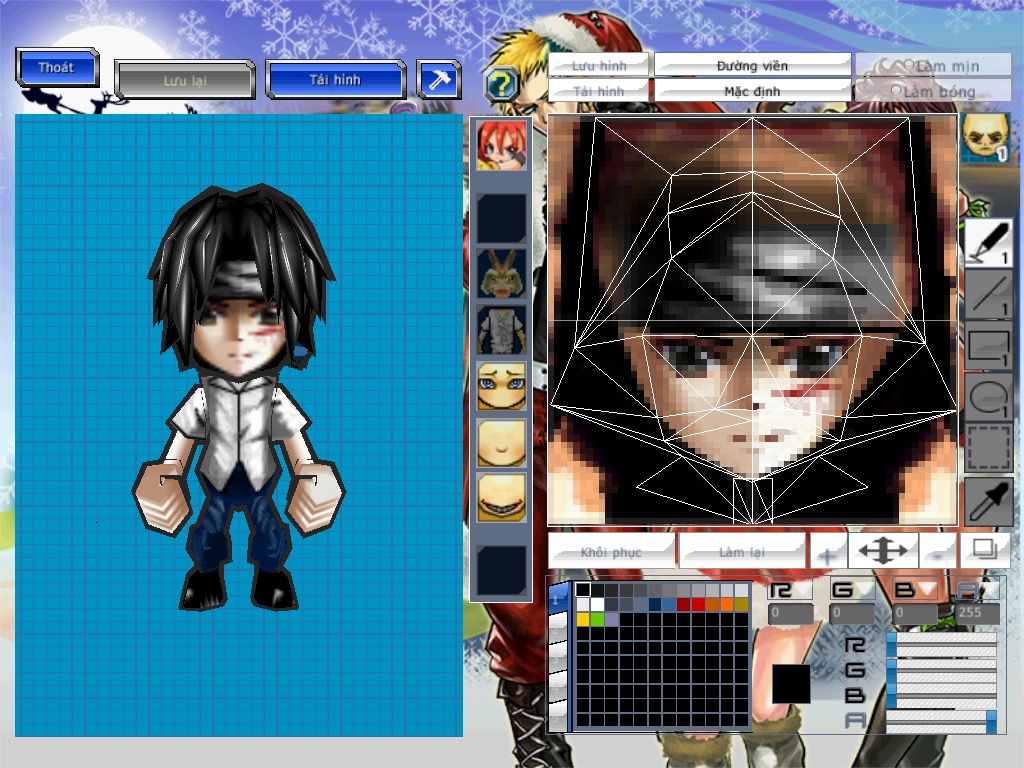 Thoát
Lưu lại
Tải hình
?
Lưu hình
Đường viền
Làm mịn
Tải hình
Mặc định
Làm bóng
1
1
1
1
1
Khôi phục
Làm lại
+
-
1
R G B A
0 0 0 255
R
G
B
A